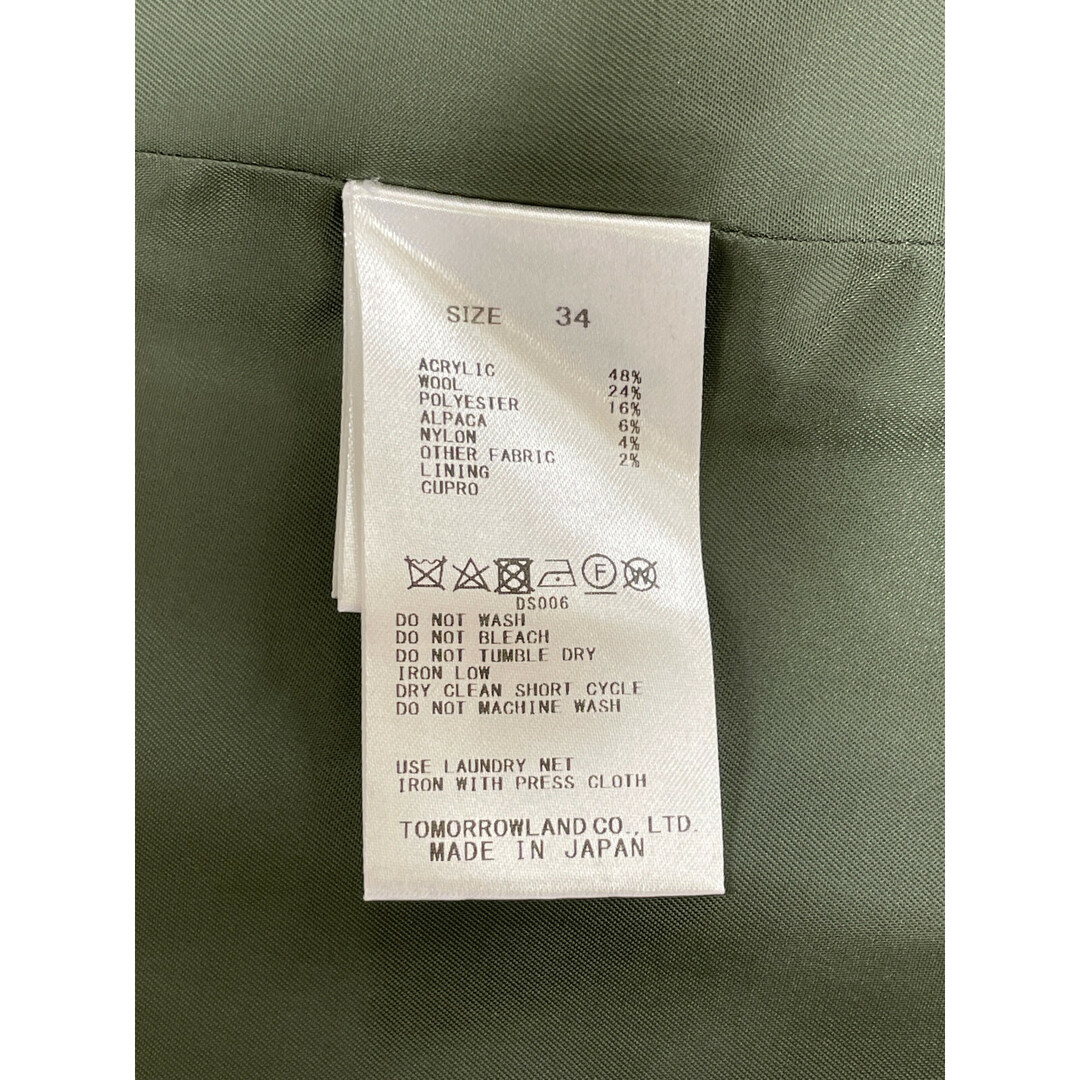 SIZE 34
ACRYLIC 48%
WOOL 24%
POLYESTER 16%
ALPACA 6%
NYLON 4%
OTHER FABRIC 2%
LINING
CUPRO
F W
DS006
DO NOT WASH
DO NOT BLEACH
DO NOT TUMBLE DRY
IRON LOW
DRY CLEAN SHORT CYCLE
DO NOT MACHINE WASH
USE LAUNDRY NET
IRON WITH PRESS CLOTH
TOMORROWLAND CO., LTD.
MADE IN JAPAN